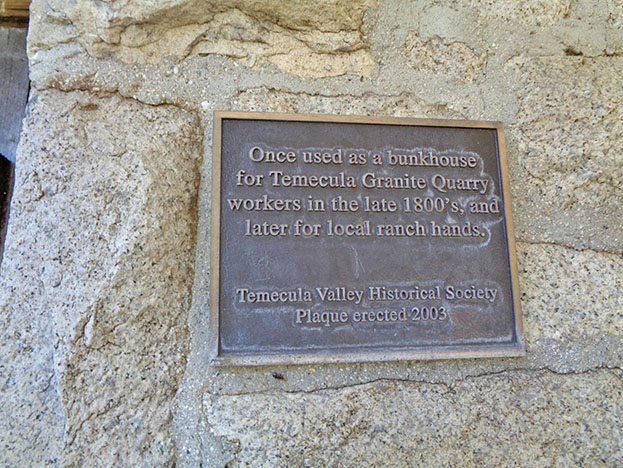 Once used as a bunkhouse
for Temecula Granite Quarry
workers in the late 1800's, and
later for local ranch hands.
Temecula Valley Historical Society
Plaque erected 2003